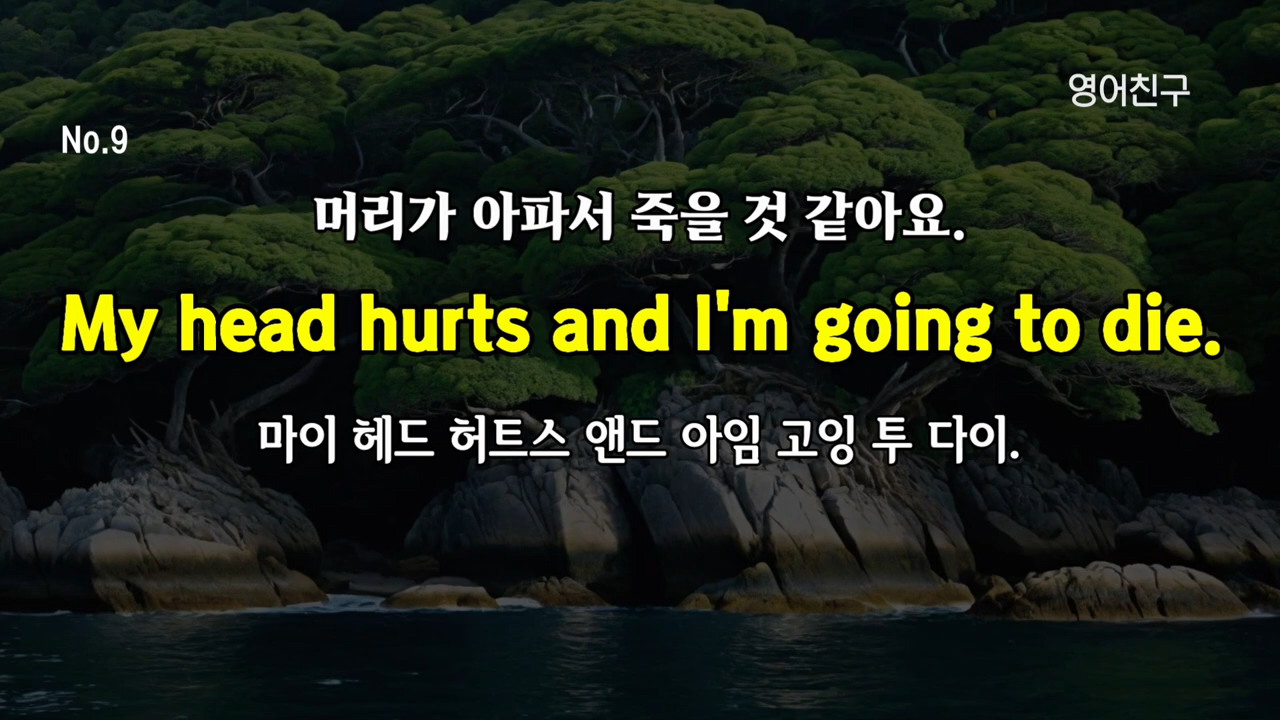 영어친구
No.9
머리가 아파서 죽을 것 같아요.
My head hurts and I'm going to die.
마이 헤드 허트스 앤드 아임 고잉 투 다이.